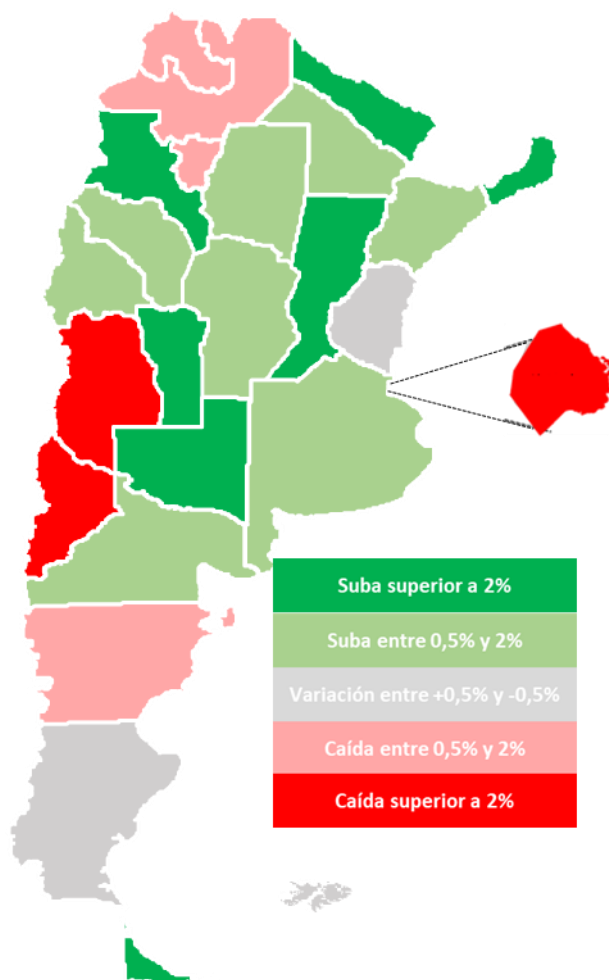 Suba superior a 2%
Suba entre 0,5% y 2%
Variación entre +0,5% y -0,5%
Caída entre 0,5% y 2%
Caída superior a 2%